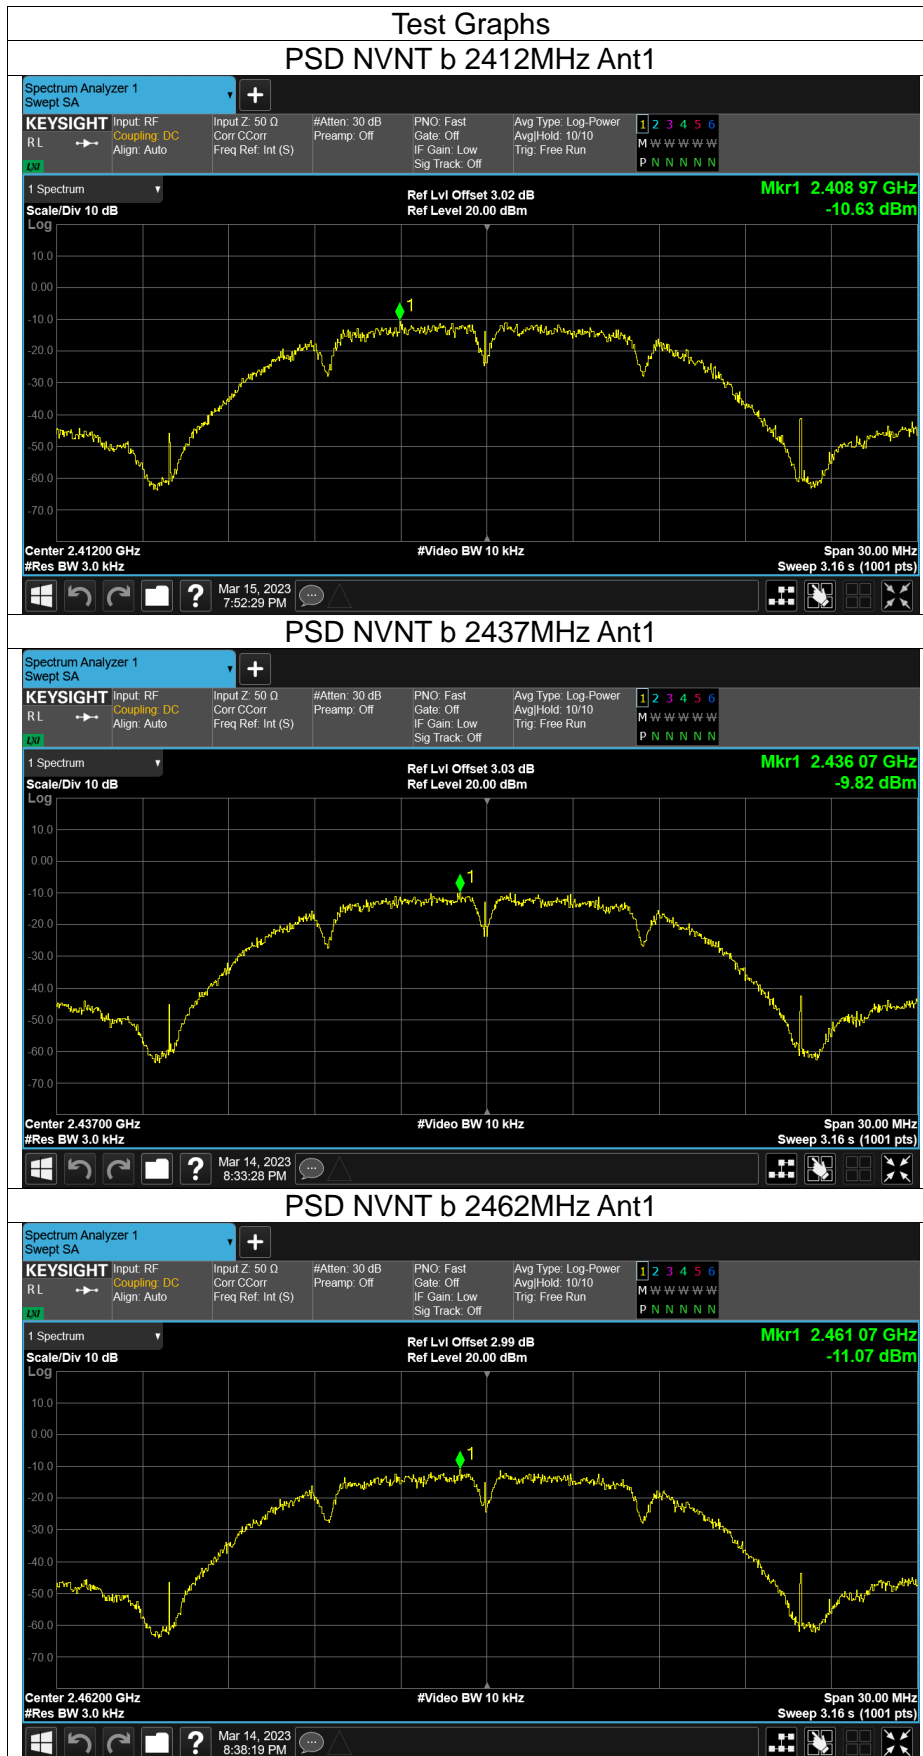 Test Graphs
PSD NVNT b 2412MHz Ant1
Spectrum Analyzer 1
Swept SA
+
KEYSIGHT Input: RF Input Z: 50 Ω #Atten: 30 dB PNO: Fast Avg Type: Log-Power 1 2 3 4 5 6
RL Coupling: DC Corr CCorr Preamp: Off Gate: Off Avg|Hold: 10/10 M W W W W W
Align: Auto Freq Ref: Int (S) IF Gain: Low Trig: Free Run
LXI Sig Track: Off P N N N N N
1 Spectrum Ref Lvl Offset 3.02 dB Mkr1 2.408 97 GHz
Scale/Div 10 dB Ref Level 20.00 dBm -10.63 dBm
Log
10.0
0.00
1
-10.0
-20.0
-30.0
-40.0
-50.0
-60.0
-70.0
Center 2.41200 GHz #Video BW 10 kHz Span 30.00 MHz
#Res BW 3.0 kHz Sweep 3.16 s (1001 pts)
? Mar 15, 2023
7:52:29 PM
PSD NVNT b 2437MHz Ant1
Spectrum Analyzer 1
Swept SA
+
KEYSIGHT Input: RF Input Z: 50 Ω #Atten: 30 dB PNO: Fast Avg Type: Log-Power 1 2 3 4 5 6
RL Coupling: DC Corr CCorr Preamp: Off Gate: Off Avg|Hold: 10/10 M W W W W W
Align: Auto Freq Ref: Int (S) IF Gain: Low Trig: Free Run
LXI Sig Track: Off P N N N N N
1 Spectrum Ref Lvl Offset 3.03 dB Mkr1 2.436 07 GHz
Scale/Div 10 dB Ref Level 20.00 dBm -9.82 dBm
Log
10.0
0.00
1
-10.0
-20.0
-30.0
-40.0
-50.0
-60.0
-70.0
Center 2.43700 GHz #Video BW 10 kHz Span 30.00 MHz
#Res BW 3.0 kHz Sweep 3.16 s (1001 pts)
? Mar 14, 2023
8:33:28 PM
PSD NVNT b 2462MHz Ant1
Spectrum Analyzer 1
Swept SA
+
KEYSIGHT Input: RF Input Z: 50 Ω #Atten: 30 dB PNO: Fast Avg Type: Log-Power 1 2 3 4 5 6
RL Coupling: DC Corr CCorr Preamp: Off Gate: Off Avg|Hold: 10/10 M W W W W W
Align: Auto Freq Ref: Int (S) IF Gain: Low Trig: Free Run
LXI Sig Track: Off P N N N N N
1 Spectrum Ref Lvl Offset 2.99 dB Mkr1 2.461 07 GHz
Scale/Div 10 dB Ref Level 20.00 dBm -11.07 dBm
Log
10.0
0.00
1
-10.0
-20.0
-30.0
-40.0
-50.0
-60.0
-70.0
Center 2.46200 GHz #Video BW 10 kHz Span 30.00 MHz
#Res BW 3.0 kHz Sweep 3.16 s (1001 pts)
? Mar 14, 2023
8:38:19 PM